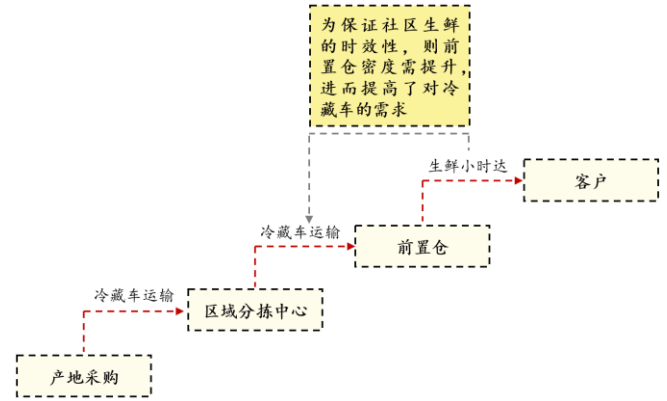 为保证社区生鲜
的时效性，则前
置仓密度需提升，
进而提高了对冷
藏车的需求
生鲜小时达
客户
冷藏车运输
前置仓
冷藏车运输
区域分拣中心
产地采购